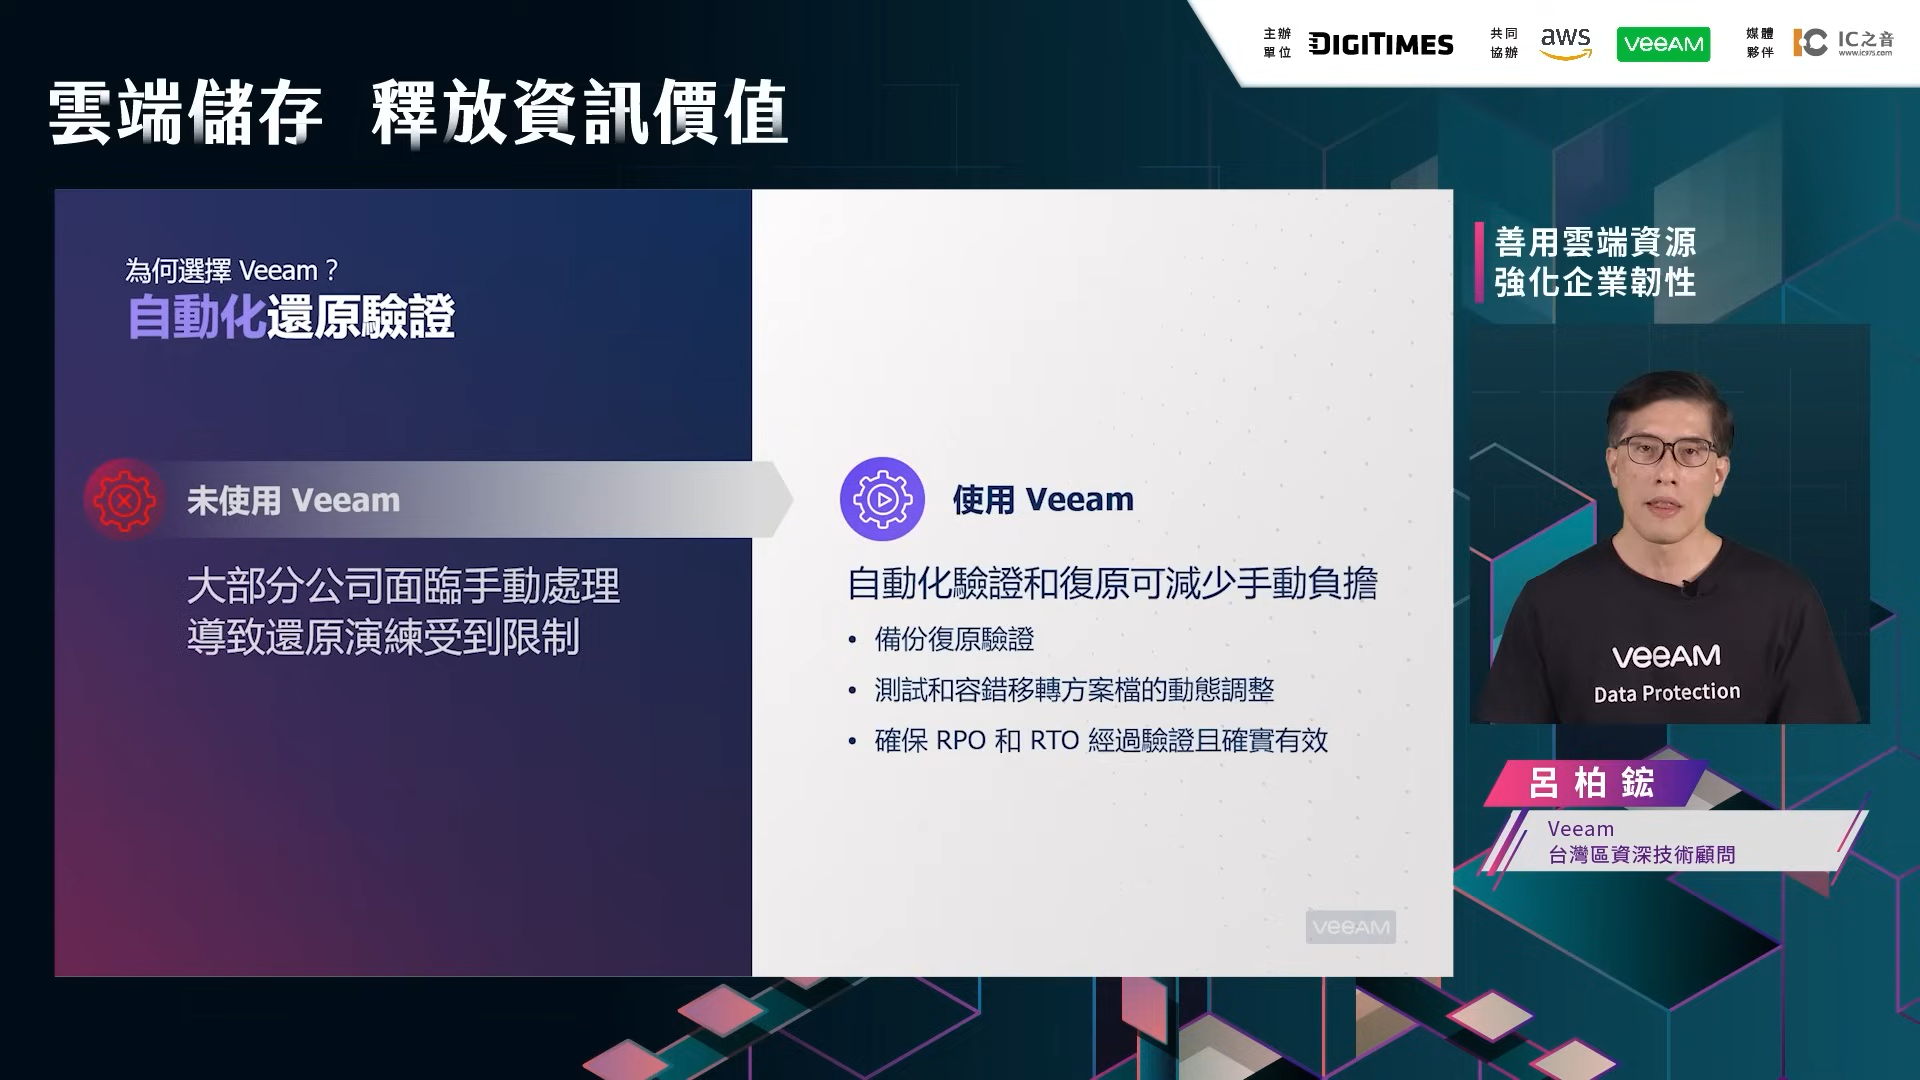 主辦
單位
DIGITIMES
共同
協辦
aws
veeAM
媒體
夥伴
IC之音
www.ic975.com
雲端儲存 釋放資訊價值
為何選擇 Veeam？
自動化還原驗證
未使用 Veeam
大部分公司面臨手動處理
導致還原演練受到限制
使用 Veeam
自動化驗證和復原可減少手動負擔
• 備份復原驗證
• 測試和容錯移轉方案檔的動態調整
• 確保 RPO 和 RTO 經過驗證且確實有效
veeAM
善用雲端資源
強化企業韌性
veeAM
Data Protection
呂柏鋐
Veeam
台灣區資深技術顧問